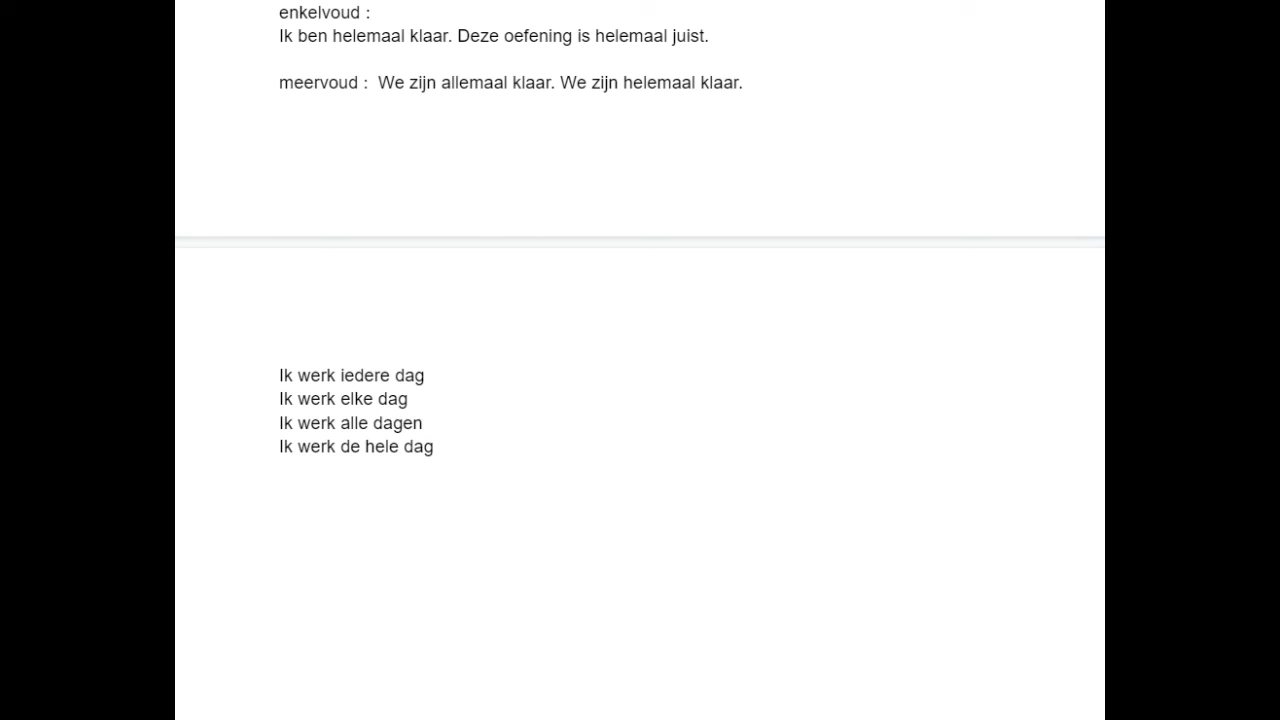 enkelvoud :
Ik ben helemaal klaar. Deze oefening is helemaal juist.
meervoud :  We zijn allemaal klaar. We zijn helemaal klaar.
Ik werk iedere dag
Ik werk elke dag
Ik werk alle dagen
Ik werk de hele dag